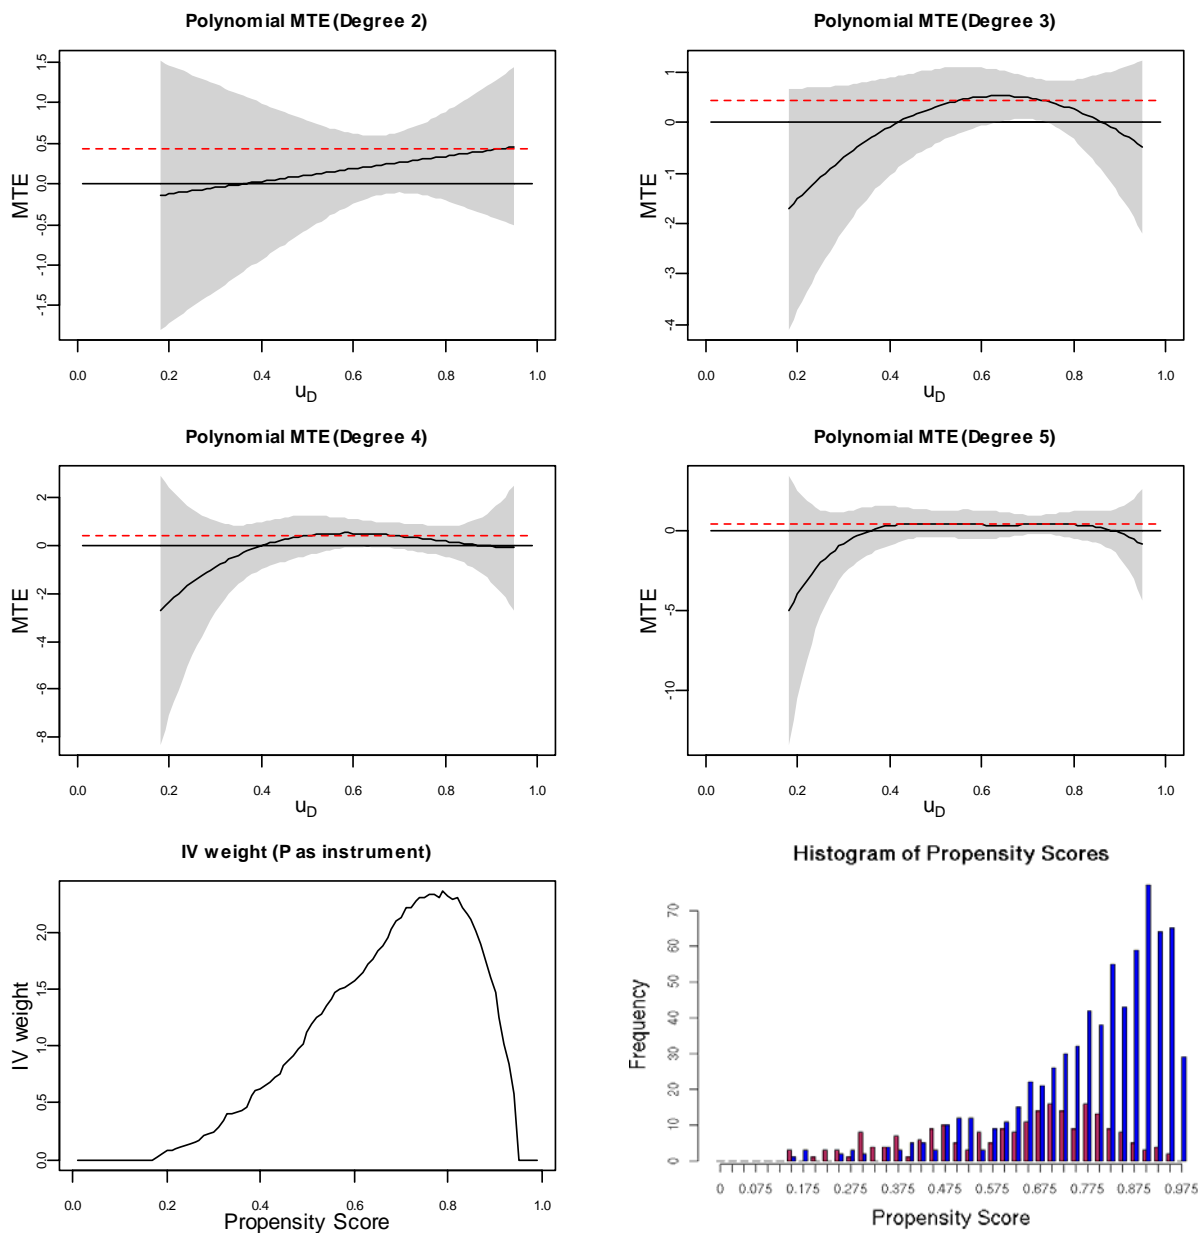 Polynomial MTE (Degree 2)
MTE
1.5
1.0
0.5
0.0
-0.5
-1.0
-1.5
0.0 0.2 0.4 0.6 0.8 1.0
uD
Polynomial MTE (Degree 3)
MTE
1
0
-1
-2
-3
-4
0.0 0.2 0.4 0.6 0.8 1.0
uD
Polynomial MTE (Degree 4)
MTE
2
0
-2
-4
-6
-8
0.0 0.2 0.4 0.6 0.8 1.0
uD
Polynomial MTE (Degree 5)
MTE
0
-5
-10
0.0 0.2 0.4 0.6 0.8 1.0
uD
IV weight (P as instrument)
IV weight
2.0
1.5
1.0
0.5
0.0
0.0 0.2 0.4 0.6 0.8 1.0
Propensity Score
Histogram of Propensity Scores
Frequency
70
60
50
40
30
20
10
0
0 0.075 0.175 0.275 0.375 0.475 0.575 0.675 0.775 0.875 0.975
Propensity Score